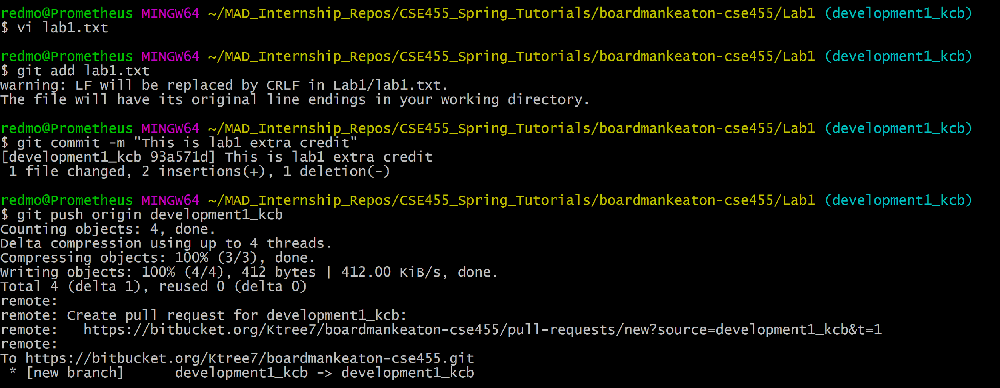 redmo@Prometheus MINGW64 ~/MAD_Internship_Repos/CSE455_Spring_Tutorials/boardmankeaton-cse455/Lab1 (development1_kcb)
$ vi lab1.txt
redmo@Prometheus MINGW64 ~/MAD_Internship_Repos/CSE455_Spring_Tutorials/boardmankeaton-cse455/Lab1 (development1_kcb)
$ git add lab1.txt
warning: LF will be replaced by CRLF in Lab1/lab1.txt.
The file will have its original line endings in your working directory.
redmo@Prometheus MINGW64 ~/MAD_Internship_Repos/CSE455_Spring_Tutorials/boardmankeaton-cse455/Lab1 (development1_kcb)
$ git commit -m "This is lab1 extra credit"
[development1_kcb 93a571d] This is lab1 extra credit
 1 file changed, 2 insertions(+), 1 deletion(-)
redmo@Prometheus MINGW64 ~/MAD_Internship_Repos/CSE455_Spring_Tutorials/boardmankeaton-cse455/Lab1 (development1_kcb)
$ git push origin development1_kcb
Counting objects: 4, done.
Delta compression using up to 4 threads.
Compressing objects: 100% (3/3), done.
Writing objects: 100% (4/4), 412 bytes | 412.00 KiB/s, done.
Total 4 (delta 1), reused 0 (delta 0)
remote:
remote: Create pull request for development1_kcb:
remote:   https://bitbucket.org/Ktree7/boardmankeaton-cse455/pull-requests/new?source=development1_kcb&t=1
remote:
To https://bitbucket.org/Ktree7/boardmankeaton-cse455.git
 * [new branch]      development1_kcb -> development1_kcb